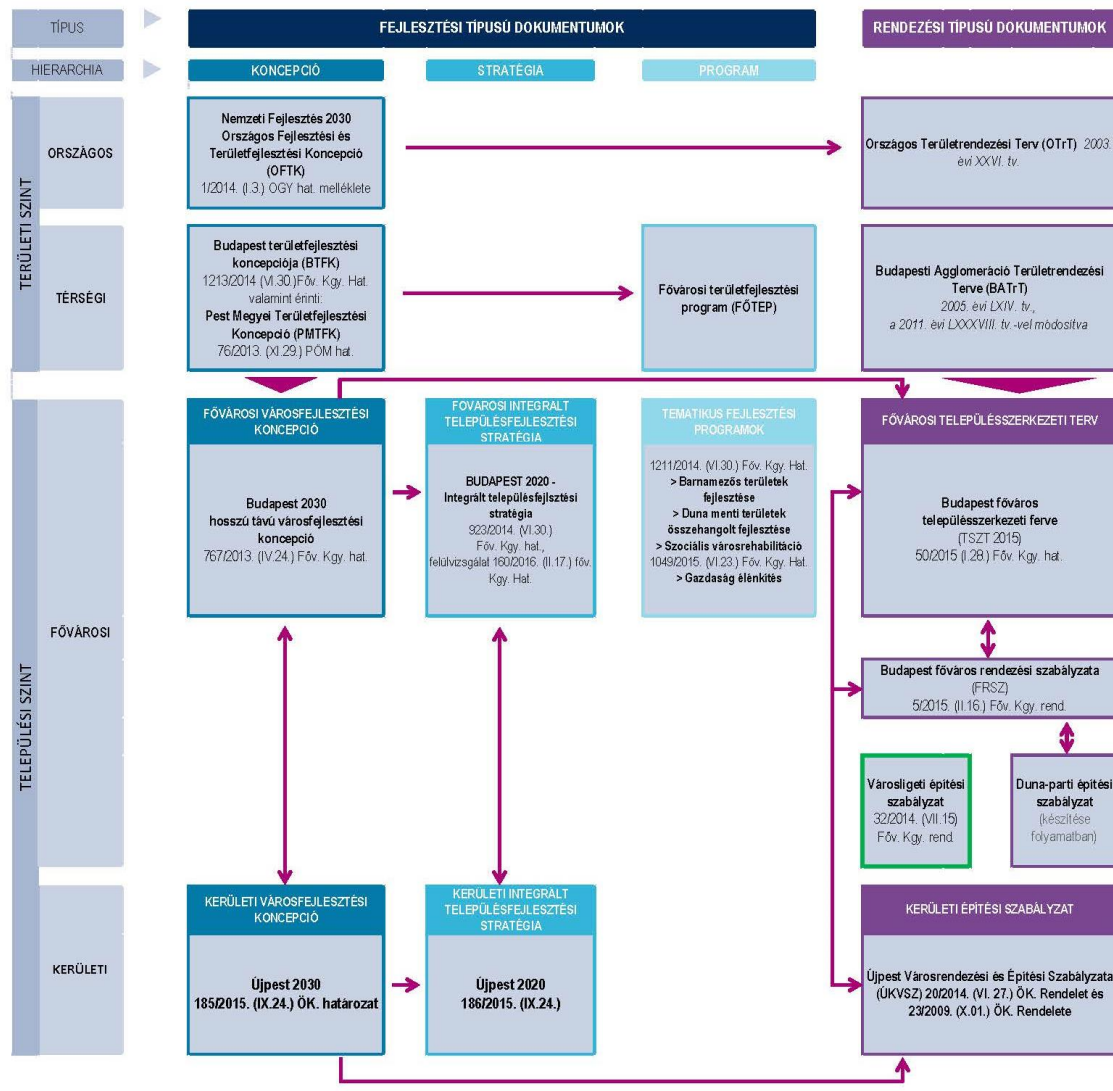 TÍPUS
FEJLESZTÉSI TÍPUSÚ DOKUMENTUMOK
RENDEZÉSI TÍPUSÚ DOKUMENTUMOK
HIERARCHIA
KONCEPCIÓ
STRATÉGIA
PROGRAM
TERÜLETI SZINT
ORSZÁGOS
Nemzeti Fejlesztés 2030
Országos Fejlesztési és
Területfejlesztési Koncepció
(OFTK)
1/2014. (I.3.) OGY hat. melléklete
Országos Területrendezési Terv (OTrT) 2003.
évi XXVI. tv.
TÉRSÉGI
Budapest területfejlesztési
koncepciója (BTFK)
1213/2014 (VI.30.)Főv. Kgy. Hat.
valamint érinti:
Pest Megyei Területfejlesztési
Koncepció (PMTFK)
76/2013. (XI.29.) PÖM hat.
Fővárosi területfejlesztési
program (FŐTEP)
Budapesti Agglomeráció Területrendezési
Terve (BATrT)
2005. évi LXIV. tv.,
a 2011. évi LXXXVIII. tv.-vel módosítva
TELEPÜLÉSI SZINT
FŐVÁROSI
FŐVÁROSI VÁROSFEJLESZTÉSI
KONCEPCIÓ
Budapest 2030
hosszú távú városfejlesztési
koncepció
767/2013. (IV.24.) Főv. Kgy. hat.
FŐVÁROSI INTEGRÁLT
TELEPÜLÉSFEJLESZTÉSI
STRATÉGIA
BUDAPEST 2020 -
Integrált településfejlsztési
stratégia
923/2014. (VI.30.)
Főv. Kgy. hat.,
felülvizsgálat 160/2016. (II.17.) főv.
Kgy. Hat.
TEMATIKUS FEJLESZTÉSI
PROGRAMOK
1211/2014. (VI.30.) Főv. Kgy. Hat.
> Barnamezős területek
fejlesztése
> Duna menti területek
összehangolt fejlesztése
> Szociális városrehabilitáció
1049/2015. (VI.23.) Főv. Kgy. Hat.
> Gazdaság élénkítés
FŐVÁROSI TELEPÜLÉSSZERKEZETI TERV
Budapest főváros
településszerkezeti ferve
(TSZT 2015)
50/2015 (I.28.) Főv. Kgy. hat.
Budapest főváros rendezési szabályzata
(FRSZ)
5/2015. (II.16.) Főv. Kgy. rend.
Városligeti építési
szabályzat
32/2014. (VII.15)
Főv. Kgy. rend.
Duna-parti építési
szabályzat
(készítése
folyamatban)
KERÜLETI
KERÜLETI VÁROSFEJLESZTÉSI
KONCEPCIÓ
Újpest 2030
185/2015. (IX.24.) ÖK. határozat
KERÜLETI INTEGRÁLT
TELEPÜLÉSFEJLESZTÉSI
STRATÉGIA
Újpest 2020
186/2015. (IX.24.)
KERÜLETI ÉPÍTÉSI SZABÁLYZAT
Újpest Városrendezési és Építési Szabályzata
(ÚKVSZ) 20/2014. (VI. 27.) ÖK. Rendelet és
23/2009. (X.01.) ÖK. Rendelete